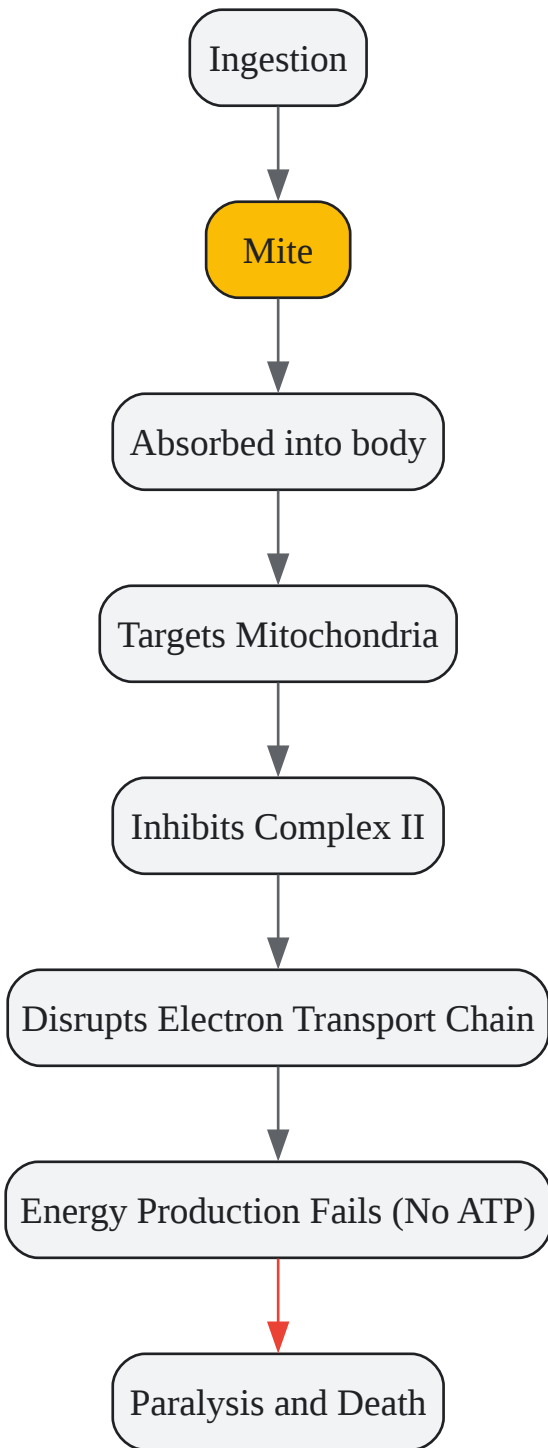 Ingestion
Mite
Absorbed into body
Targets Mitochondria
Inhibits Complex II
Disrupts Electron Transport Chain
Energy Production Fails (No ATP)
Paralysis and Death